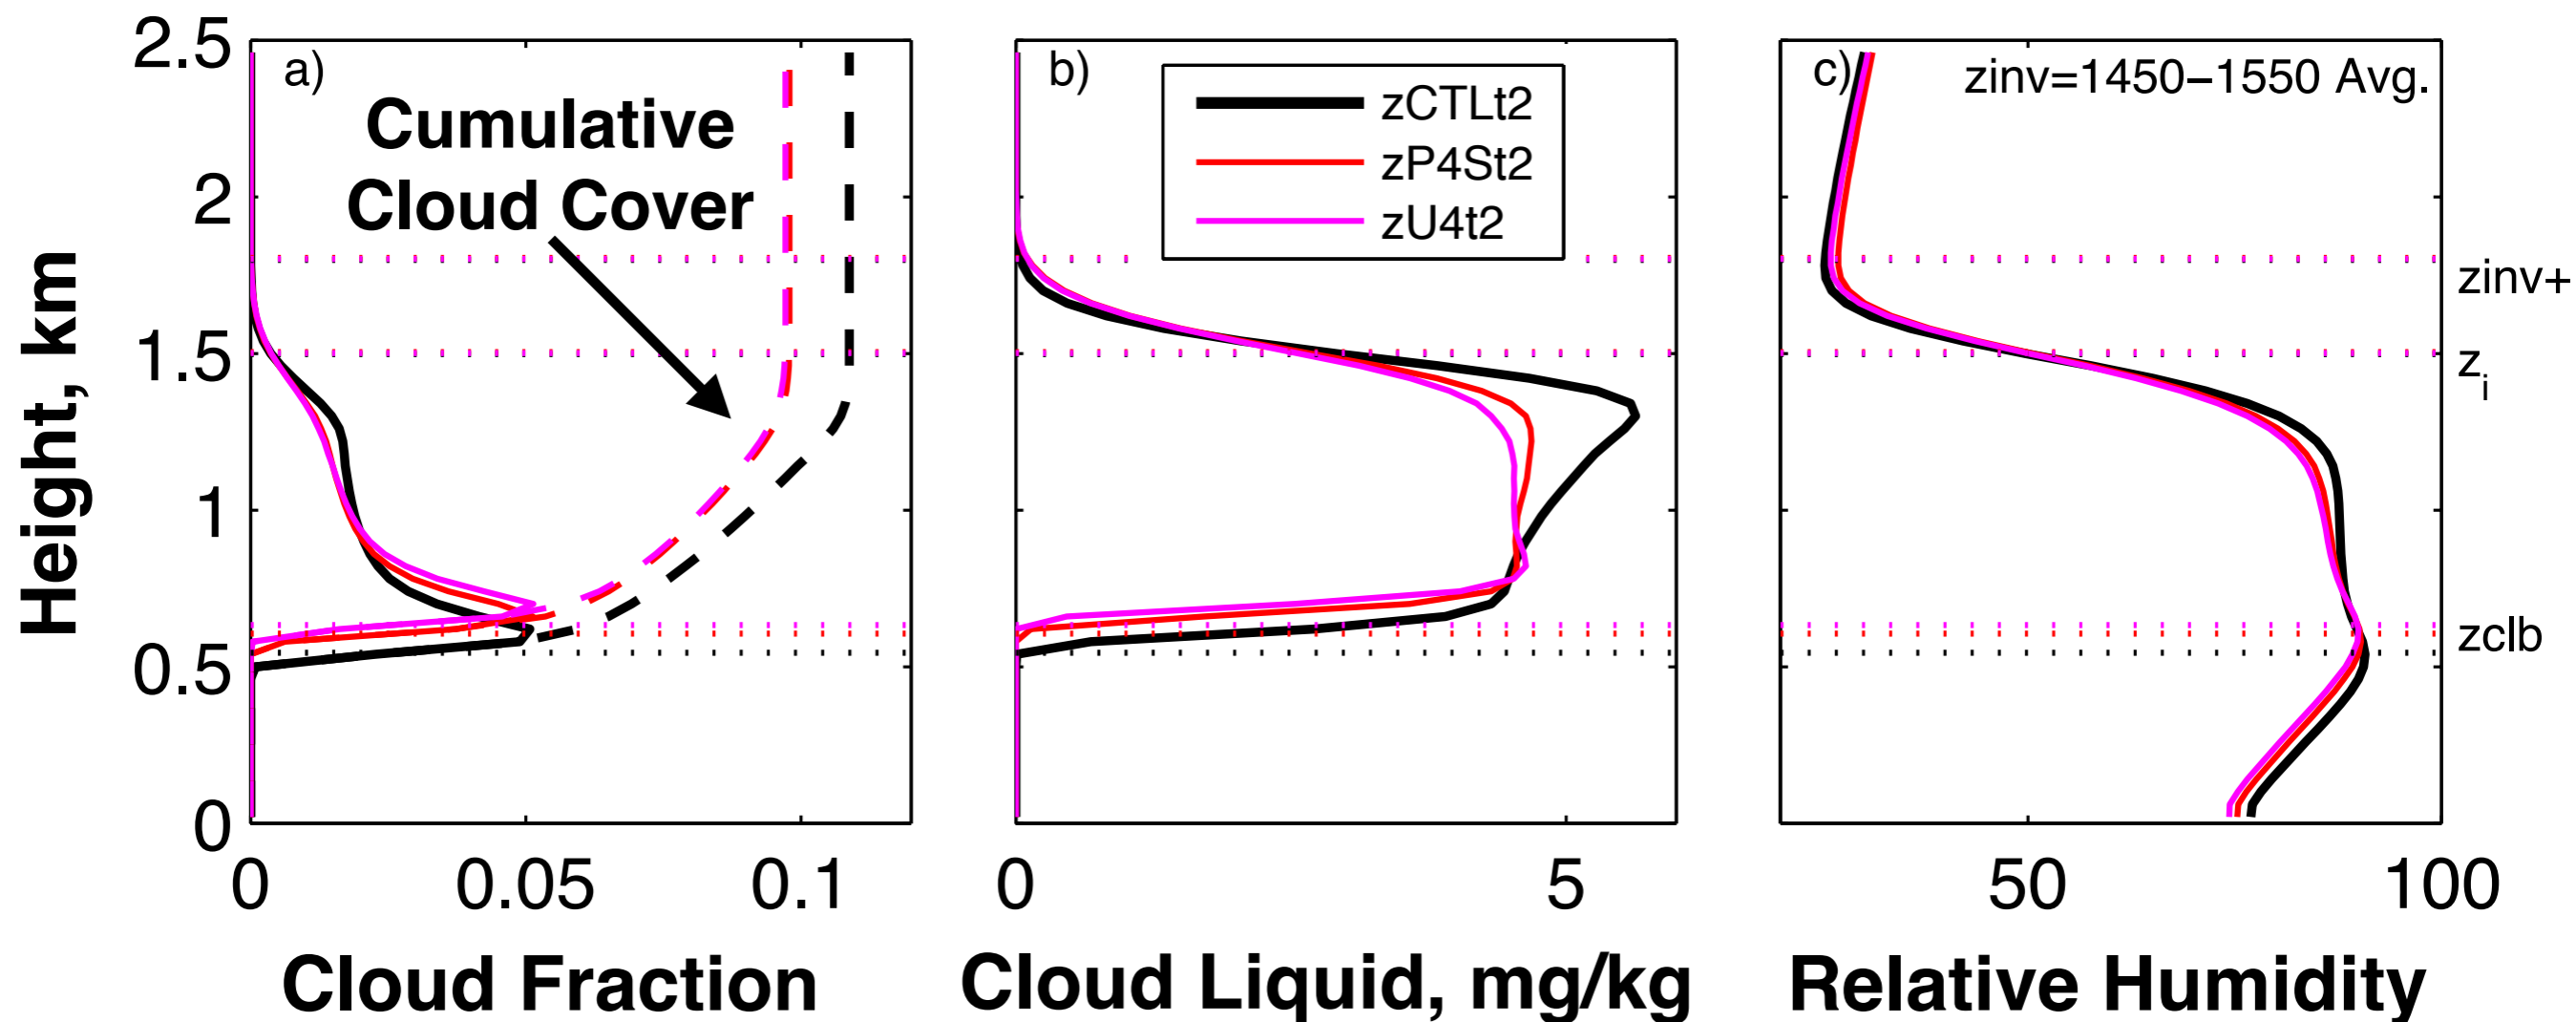 2.5
2
1.5
1
0.5
0
Height, km
a)
Cumulative
Cloud Cover
0
0.05
0.1
Cloud Fraction
b)
zCTLt2
zP4St2
zU4t2
0
5
Cloud Liquid, mg/kg
c)
zinv=1450−1550 Avg.
zinv+
zi
zclb
50
100
Relative Humidity